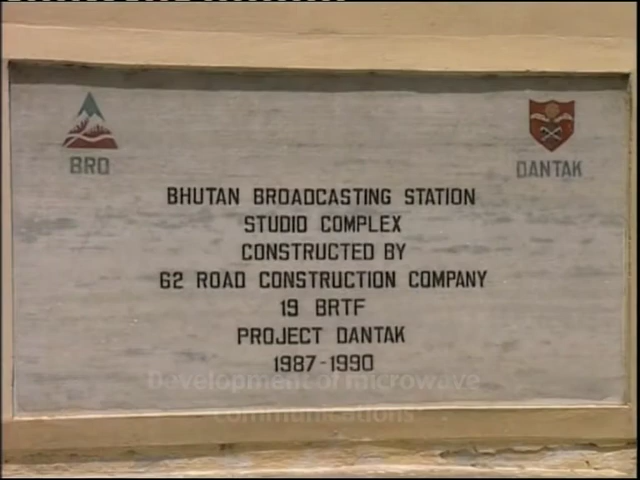 BRO
DANTAK
BHUTAN BROADCASTING STATION
STUDIO COMPLEX
CONSTRUCTED BY
62 ROAD CONSTRUCTION COMPANY
19 BRTF
PROJECT DANTAK
1987-1990
Development of microwave
communications